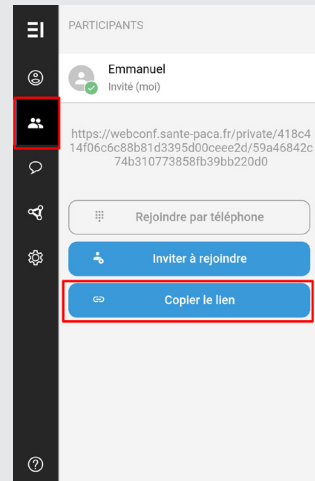 PARTICIPANTS
Emmanuel
Invité (moi)
https://webconf.sante-paca.fr/private/418c4
14f06c6c88b81d3395d00ceee2d/59a46842c
74b310773858fb39bb220d0
Rejoindre par téléphone
Inviter à rejoindre
Copier le lien